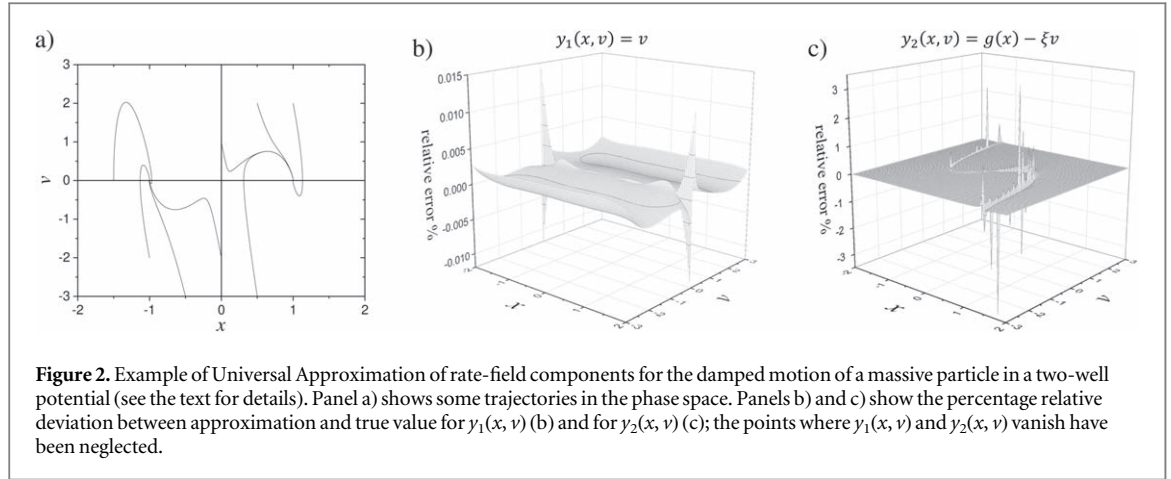 a)
3
2
1
0
-1
-2
-3
v
-2
-1
0
1
2
x
b)
y₁(x, v) = v
0.015
0.010
0.005
0.000
-0.005
-0.010
relative error %
x
v
c)
y₂(x, v) = g(x) − ξv
3
2
1
0
-1
-2
-3
relative error %
x
v
Figure 2. Example of Universal Approximation of rate-field components for the damped motion of a massive particle in a two-well
potential (see the text for details). Panel a) shows some trajectories in the phase space. Panels b) and c) show the percentage relative
deviation between approximation and true value for y₁(x, v) (b) and for y₂(x, v) (c); the points where y₁(x, v) and y₂(x, v) vanish have
been neglected.